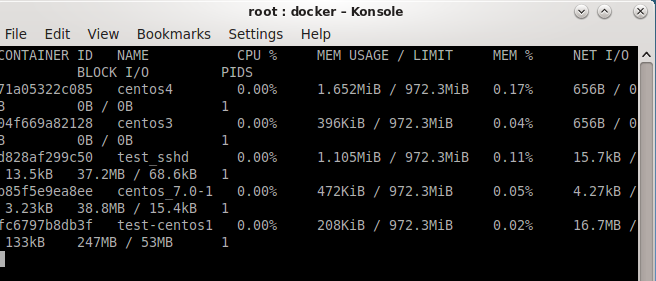 root : docker – Konsole
File Edit View Bookmarks Settings Help
CONTAINER ID NAME CPU % MEM USAGE / LIMIT MEM % NET I/O
BLOCK I/O PIDS
71a05322c085 centos4 0.00% 1.652MiB / 972.3MiB 0.17% 656B / 0
B 0B / 0B 1
04f669a82128 centos3 0.00% 396KiB / 972.3MiB 0.04% 656B / 0
B 0B / 0B 1
d828af299c50 test_sshd 0.00% 1.105MiB / 972.3MiB 0.11% 15.7kB /
13.5kB 37.2MB / 68.6kB 1
b85f5e9ea8ee centos_7.0-1 0.00% 472KiB / 972.3MiB 0.05% 4.27kB /
3.23kB 38.8MB / 15.4kB 1
fc6797b8db3f test-centos1 0.00% 208KiB / 972.3MiB 0.02% 16.7MB /
133kB 247MB / 53MB 1